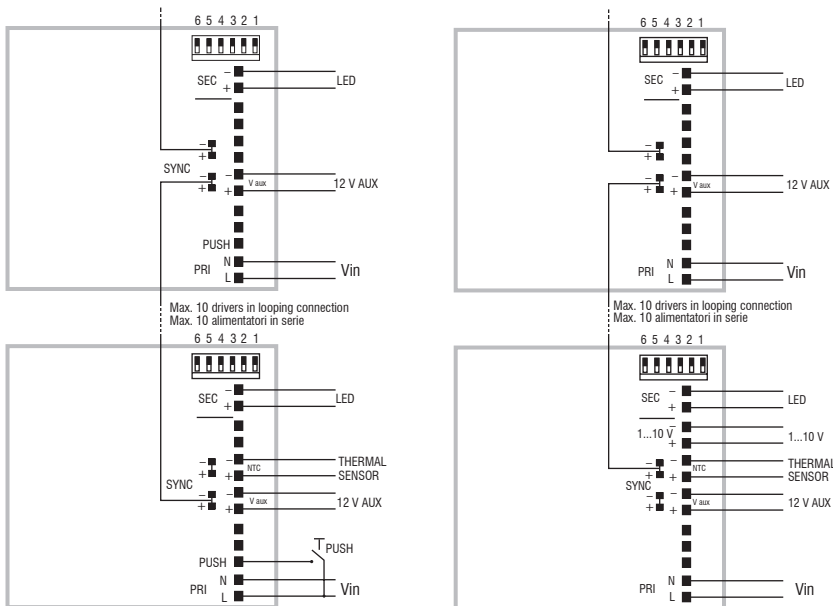 6 5 4 3 2 1
SEC
–
+
LED
–
+
SYNC
–
+
–
+
V aux
12 V AUX
PUSH
PRI
N
L
Vin
Max. 10 drivers in looping connection
Max. 10 alimentatori in serie
6 5 4 3 2 1
SEC
–
+
LED
–
+
SYNC
–
+
–
+
NTC
THERMAL
SENSOR
–
+
V aux
12 V AUX
PUSH
PUSH
PRI
N
L
Vin
6 5 4 3 2 1
SEC
–
+
LED
–
+
–
+
–
+
V aux
12 V AUX
PRI
N
L
Vin
Max. 10 drivers in looping connection
Max. 10 alimentatori in serie
6 5 4 3 2 1
SEC
–
+
LED
1...10 V
–
+
1...10 V
–
+
SYNC
–
+
–
+
NTC
THERMAL
SENSOR
–
+
V aux
12 V AUX
PRI
N
L
Vin